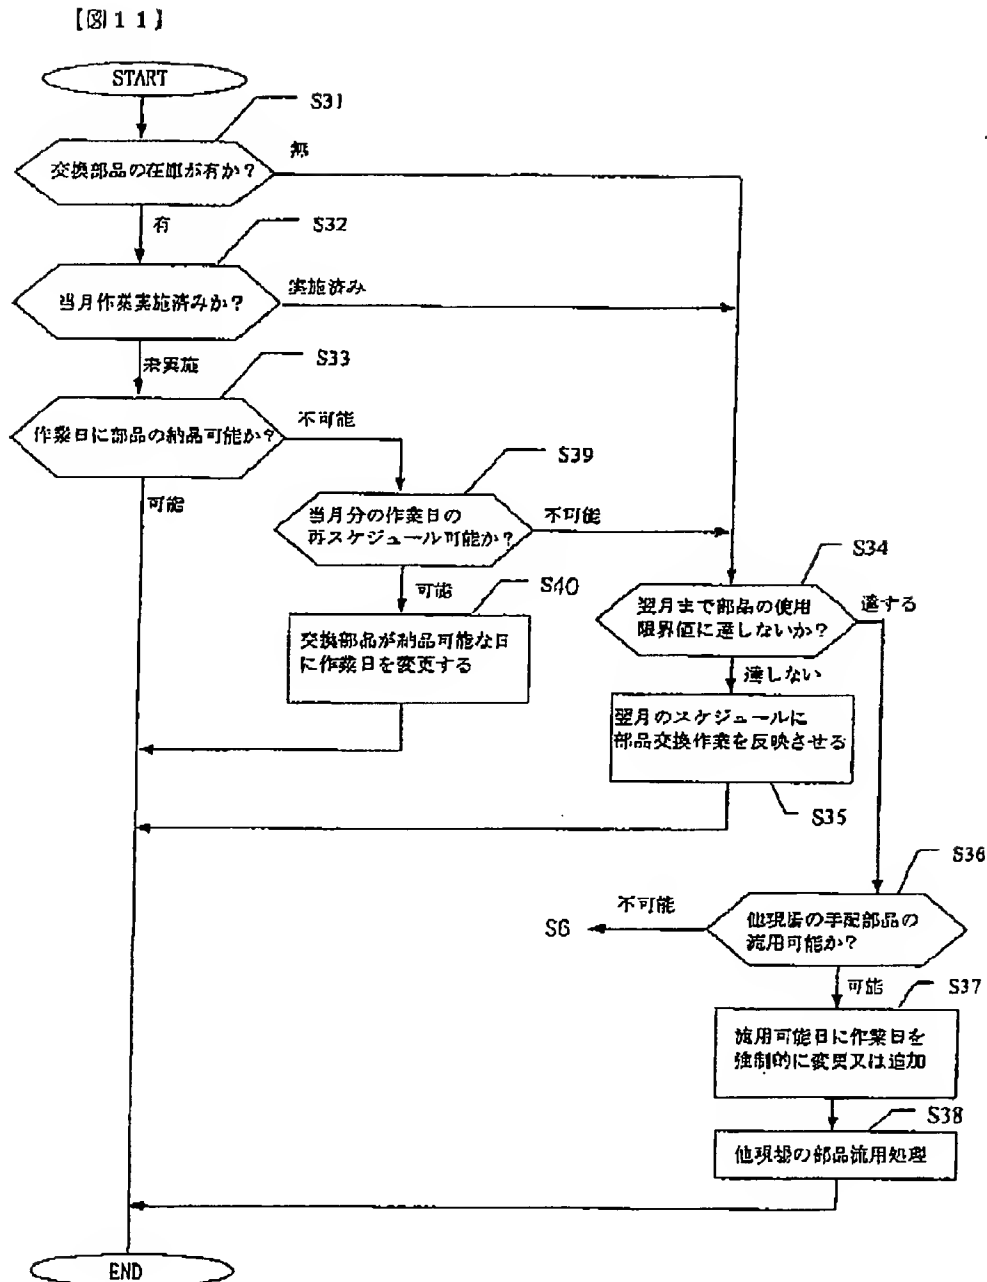 【図11】
START
S31
交換部品の在庫が有か？
無
有
S32
当月作業実施済みか？
実施済み
未実施
S33
作業日に部品の納品可能か？
不可能
可能
S39
当月分の作業日の
再スケジュール可能か？
不可能
可能
S40
交換部品が納品可能な日
に作業日を変更する
S34
翌月まで部品の使用
限界値に達しないか？
達する
達しない
翌月のスケジュールに
部品交換作業を反映させる
S35
S36
他現場の手配部品の
流用可能か？
不可能
S6
可能
S37
流用可能日に作業日を
強制的に変更又は追加
S38
他現場の部品流用処理
END